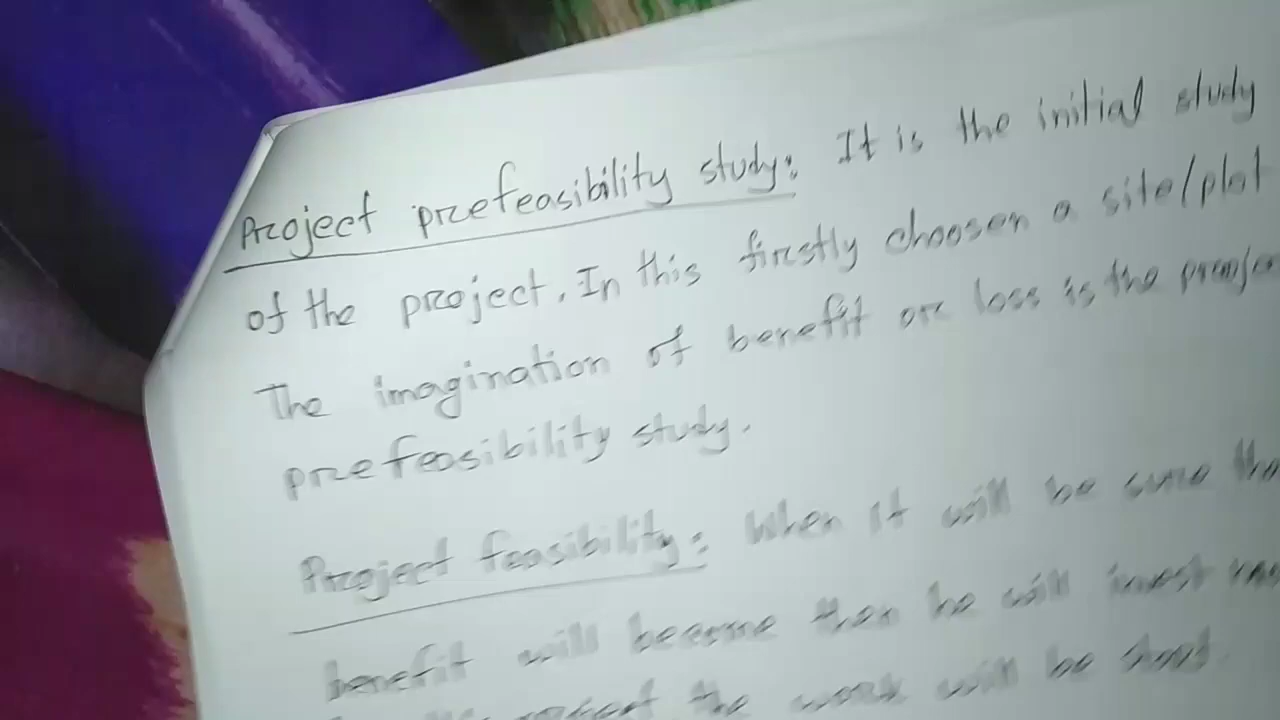 Project prefeasibility study: It is the initial study
of the project. In this firstly choosen a site/plot
The imagination of benefit or loss is the
prefeasibility study.
Project feasibility: When it will be sure
benefit will become then he will invest
the work will be